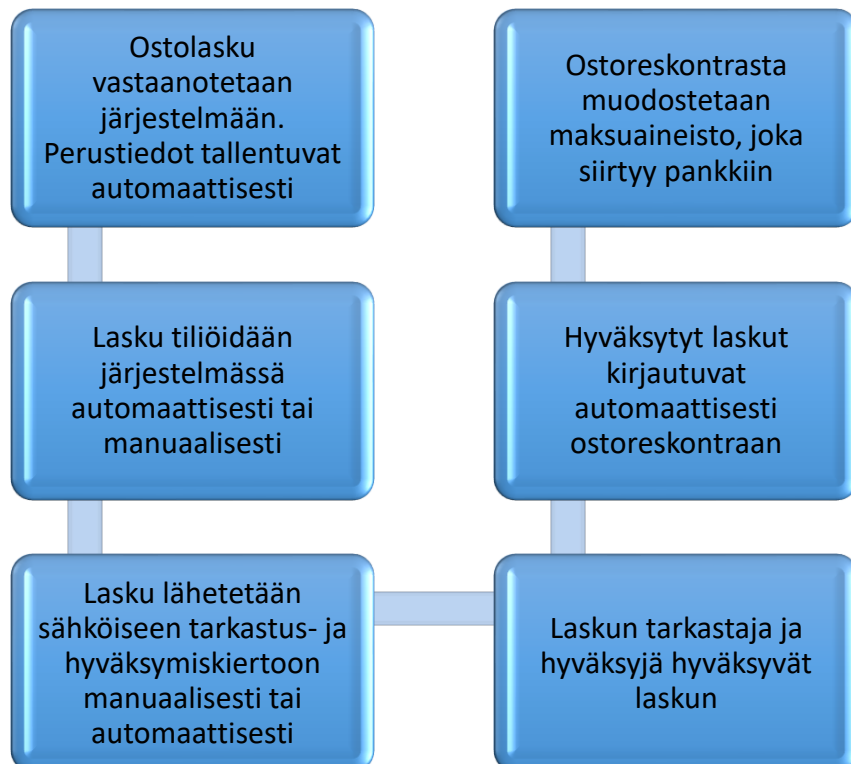 Ostolasku
vastaanotetaan
järjestelmään.
Perustiedot tallentuvat
automaattisesti
Lasku tiliöidään
järjestelmässä
automaattisesti tai
manuaalisesti
Lasku lähetetään
sähköiseen tarkastus- ja
hyväksymiskiertoon
manuaalisesti tai
automaattisesti
Laskun tarkastaja ja
hyväksyjä hyväksyvät
laskun
Hyväksytyt laskut
kirjautuvat
automaattisesti
ostoreskontraan
Ostoreskontrasta
muodostetaan
maksuaineisto, joka
siirtyy pankkiin